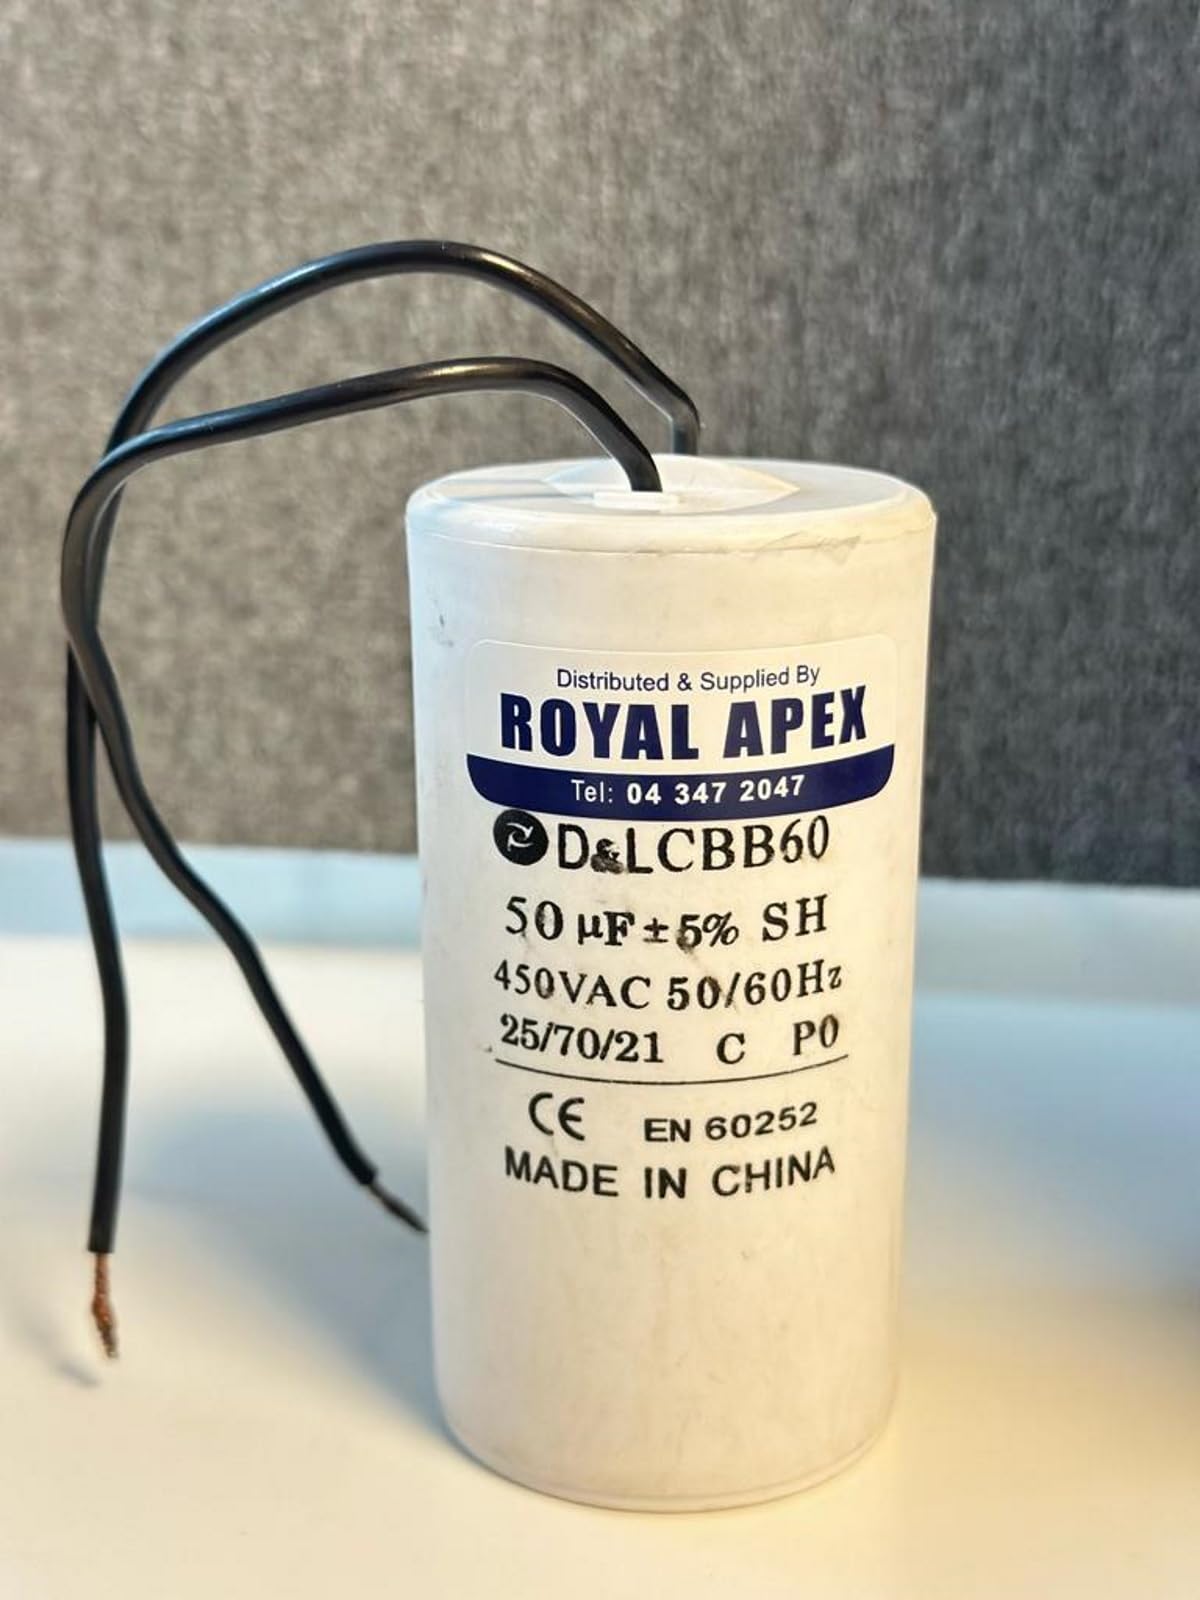 Distributed & Supplied By
ROYAL APEX
Tel: 04 347 2047
D&LCBB60
50 µF ± 5% SH
450VAC 50/60Hz
25/70/21 C P0
CE EN 60252
MADE IN CHINA